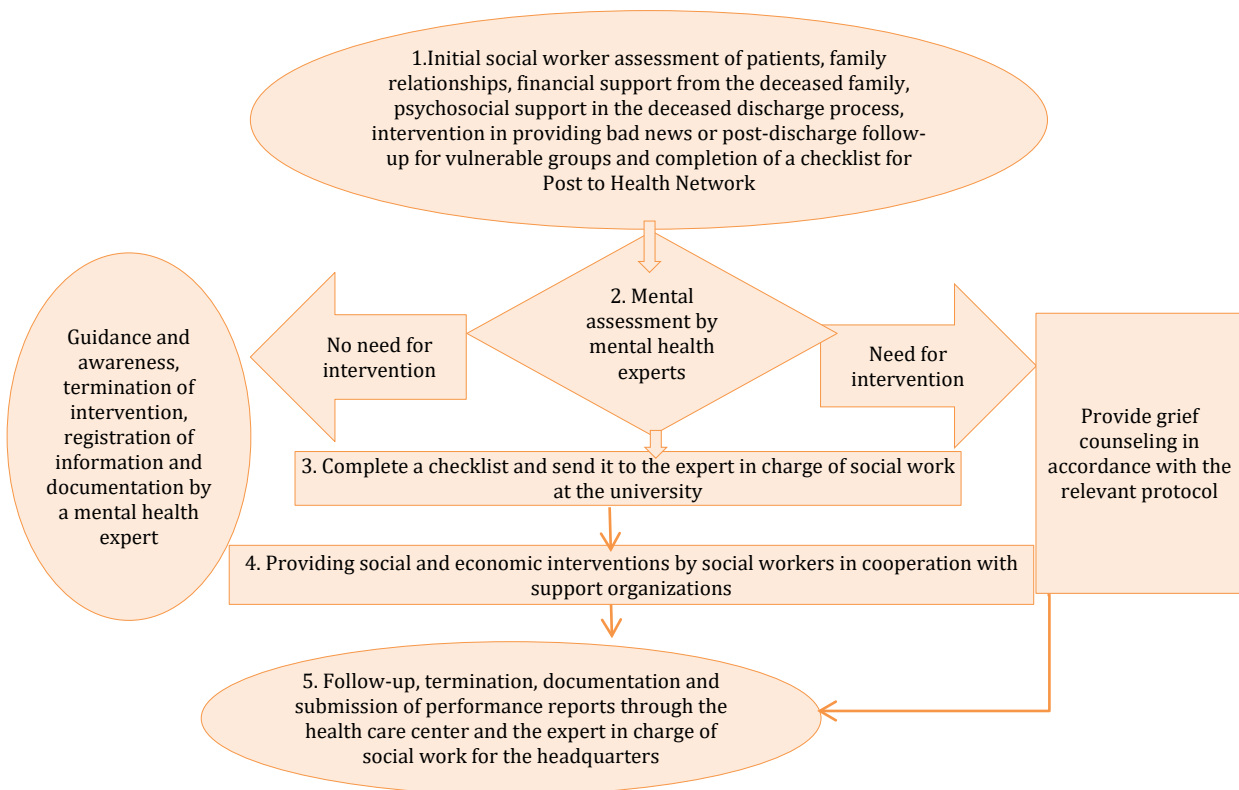 1.Initial social worker assessment of patients, family
relationships, financial support from the deceased family,
psychosocial support in the deceased discharge process,
intervention in providing bad news or post-discharge follow-
up for vulnerable groups and completion of a checklist for
Post to Health Network
2. Mental
assessment by
mental health
experts
No need for
intervention
Need for
intervention
Guidance and
awareness,
termination of
intervention,
registration of
information and
documentation by
a mental health
expert
Provide grief
counseling in
accordance with the
relevant protocol
3. Complete a checklist and send it to the expert in charge of social work
at the university
4. Providing social and economic interventions by social workers in cooperation with
support organizations
5. Follow-up, termination, documentation and
submission of performance reports through the
health care center and the expert in charge of
social work for the headquarters